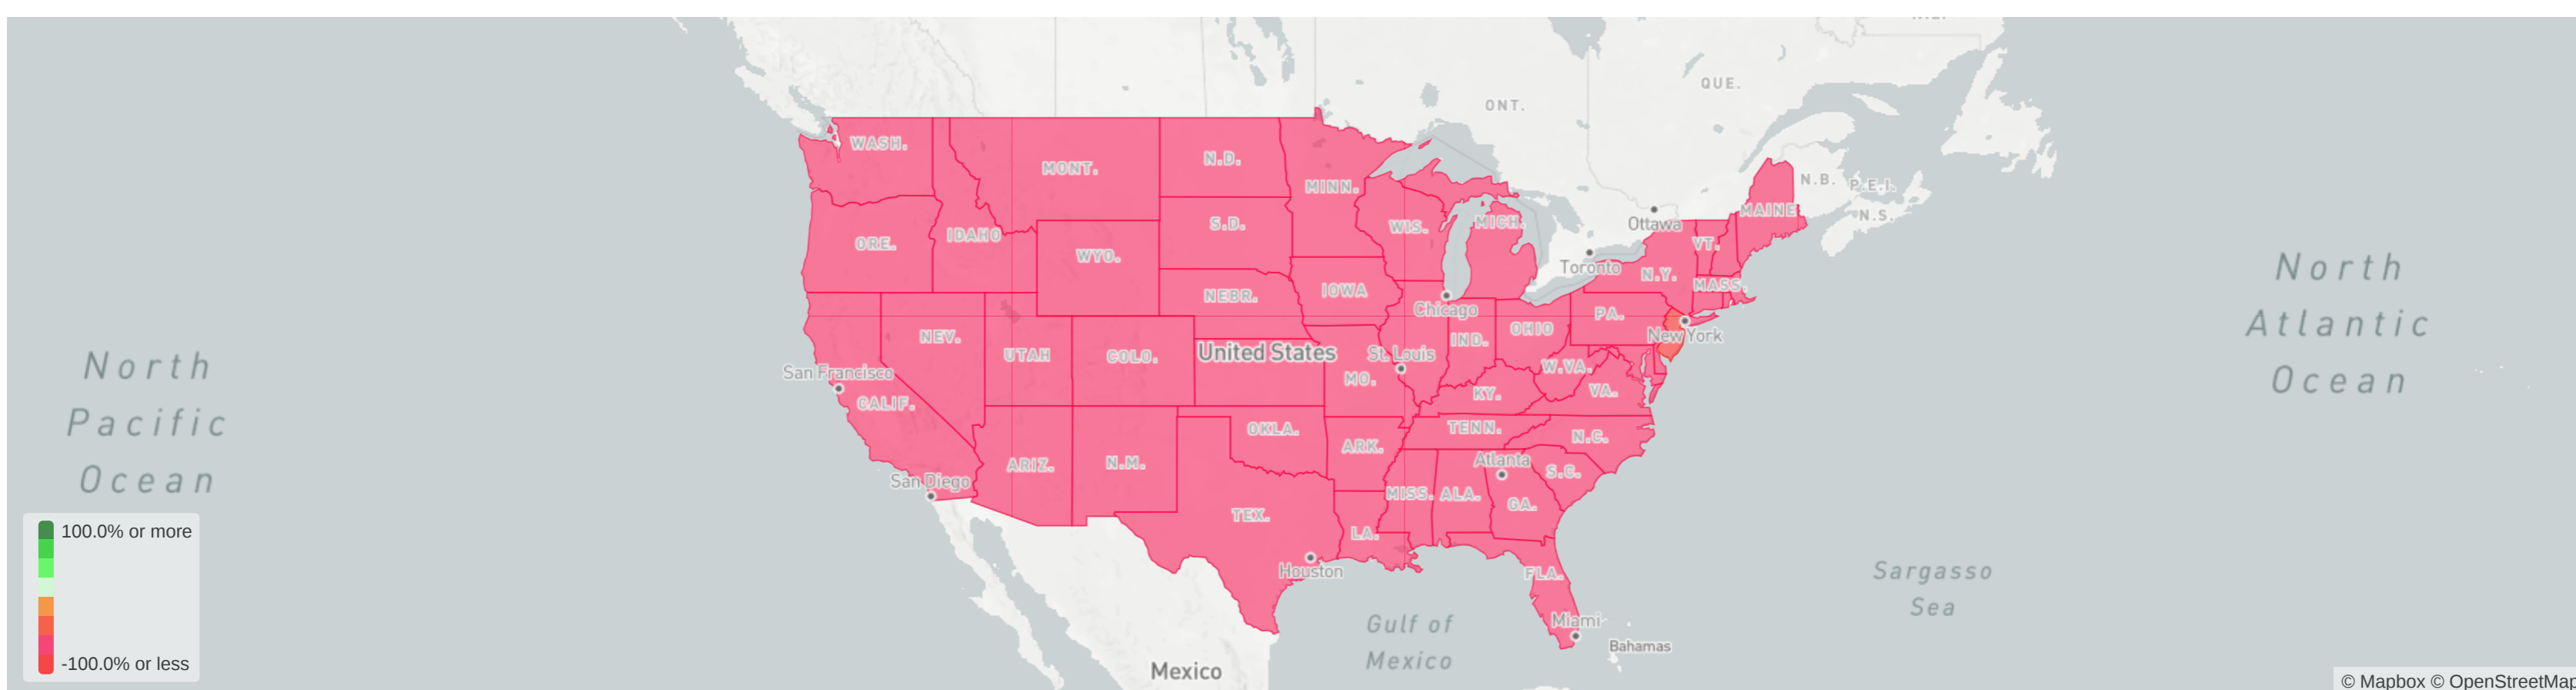 QUE.
ONT.
WASH.
MONT.
N.D.
MINN.
S.D.
WIS.
MICH.
Ottawa
MAINE
N.B.
P.E.I.
N.S.
ORE.
IDAHO
WYO.
Toronto
N.Y.
VT.
MASS.
NEBR.
IOWA
Chicago
PA.
New York
NEV.
UTAH
COLO.
United States
St. Louis
IND.
OHIO
W.VA.
VA.
KY.
MO.
San Francisco
CALIF.
OKLA.
ARK.
TENN.
N.C.
Atlanta
S.C.
ARIZ.
N.M.
San Diego
TEX.
MISS.
ALA.
GA.
LA.
Houston
FLA.
Miami
Bahamas
North
Pacific
Ocean
North
Atlantic
Ocean
Sargasso
Sea
Gulf of
Mexico
Mexico
100.0% or more
-100.0% or less
© Mapbox © OpenStreetMap